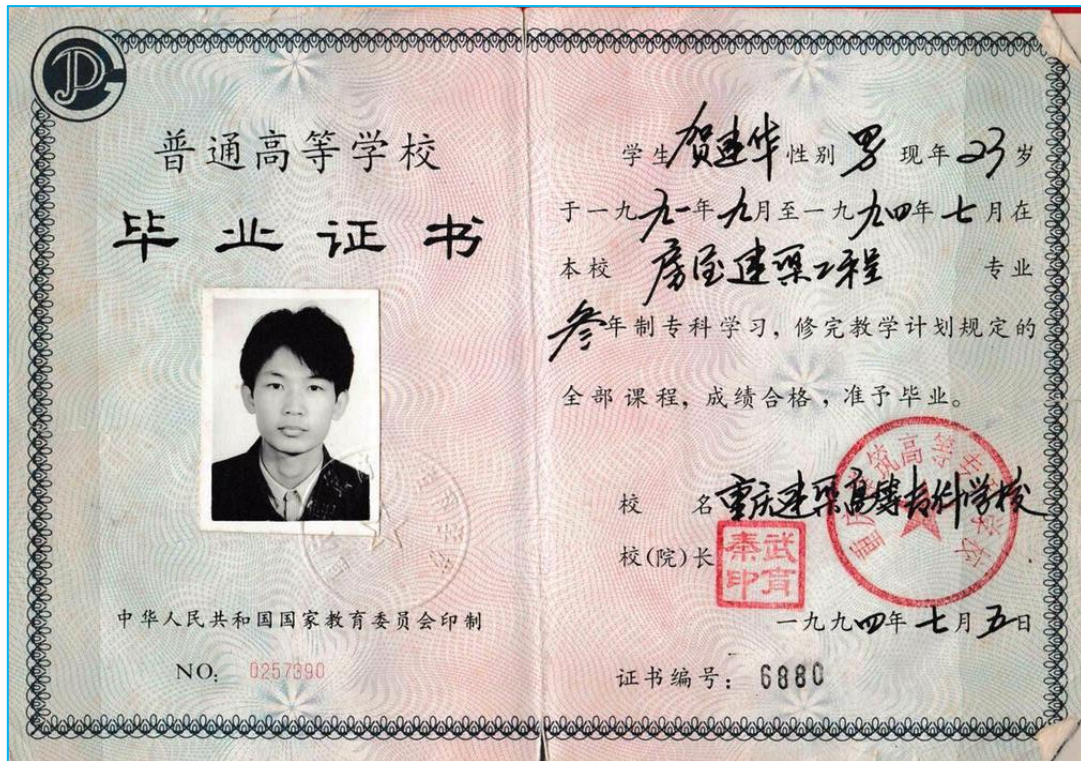 普通高等学校
毕业证书
中华人民共和国国家教育委员会印制
NO: 0257390
学生 贺建华 性别 男 现年 23 岁
于一九九一年九月至一九九四年七月在
本校 房屋建筑工程 专业
叁年制专科学习，修完教学计划规定的
全部课程，成绩合格，准予毕业。
校 名 重庆建筑高等专科学校
校(院)长
一九九四年七月五日
证书编号：6880